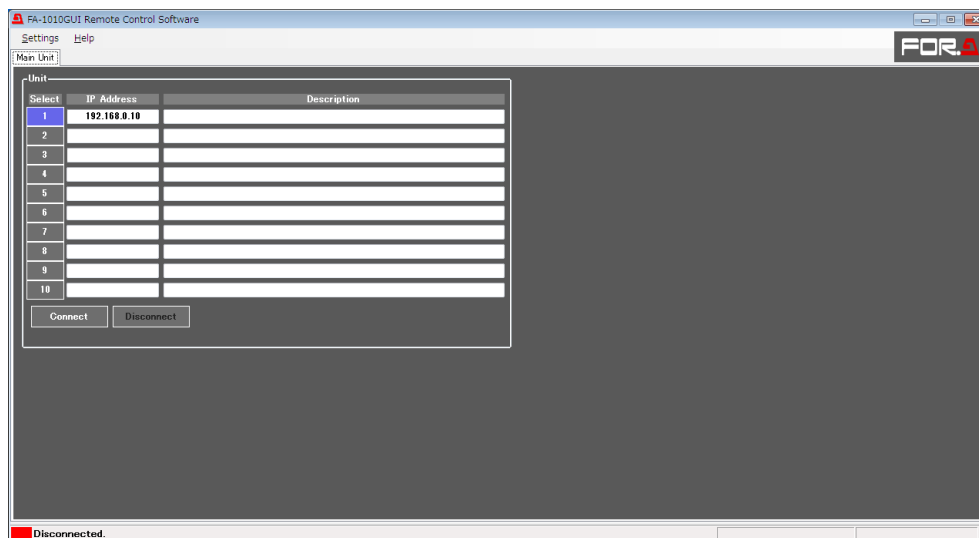 FA-1010GUI Remote Control Software
Settings Help
FOR.A
Main Unit
Unit
Select IP Address Description
1 192.168.0.10
2
3
4
5
6
7
8
9
10
Connect Disconnect
Disconnected.